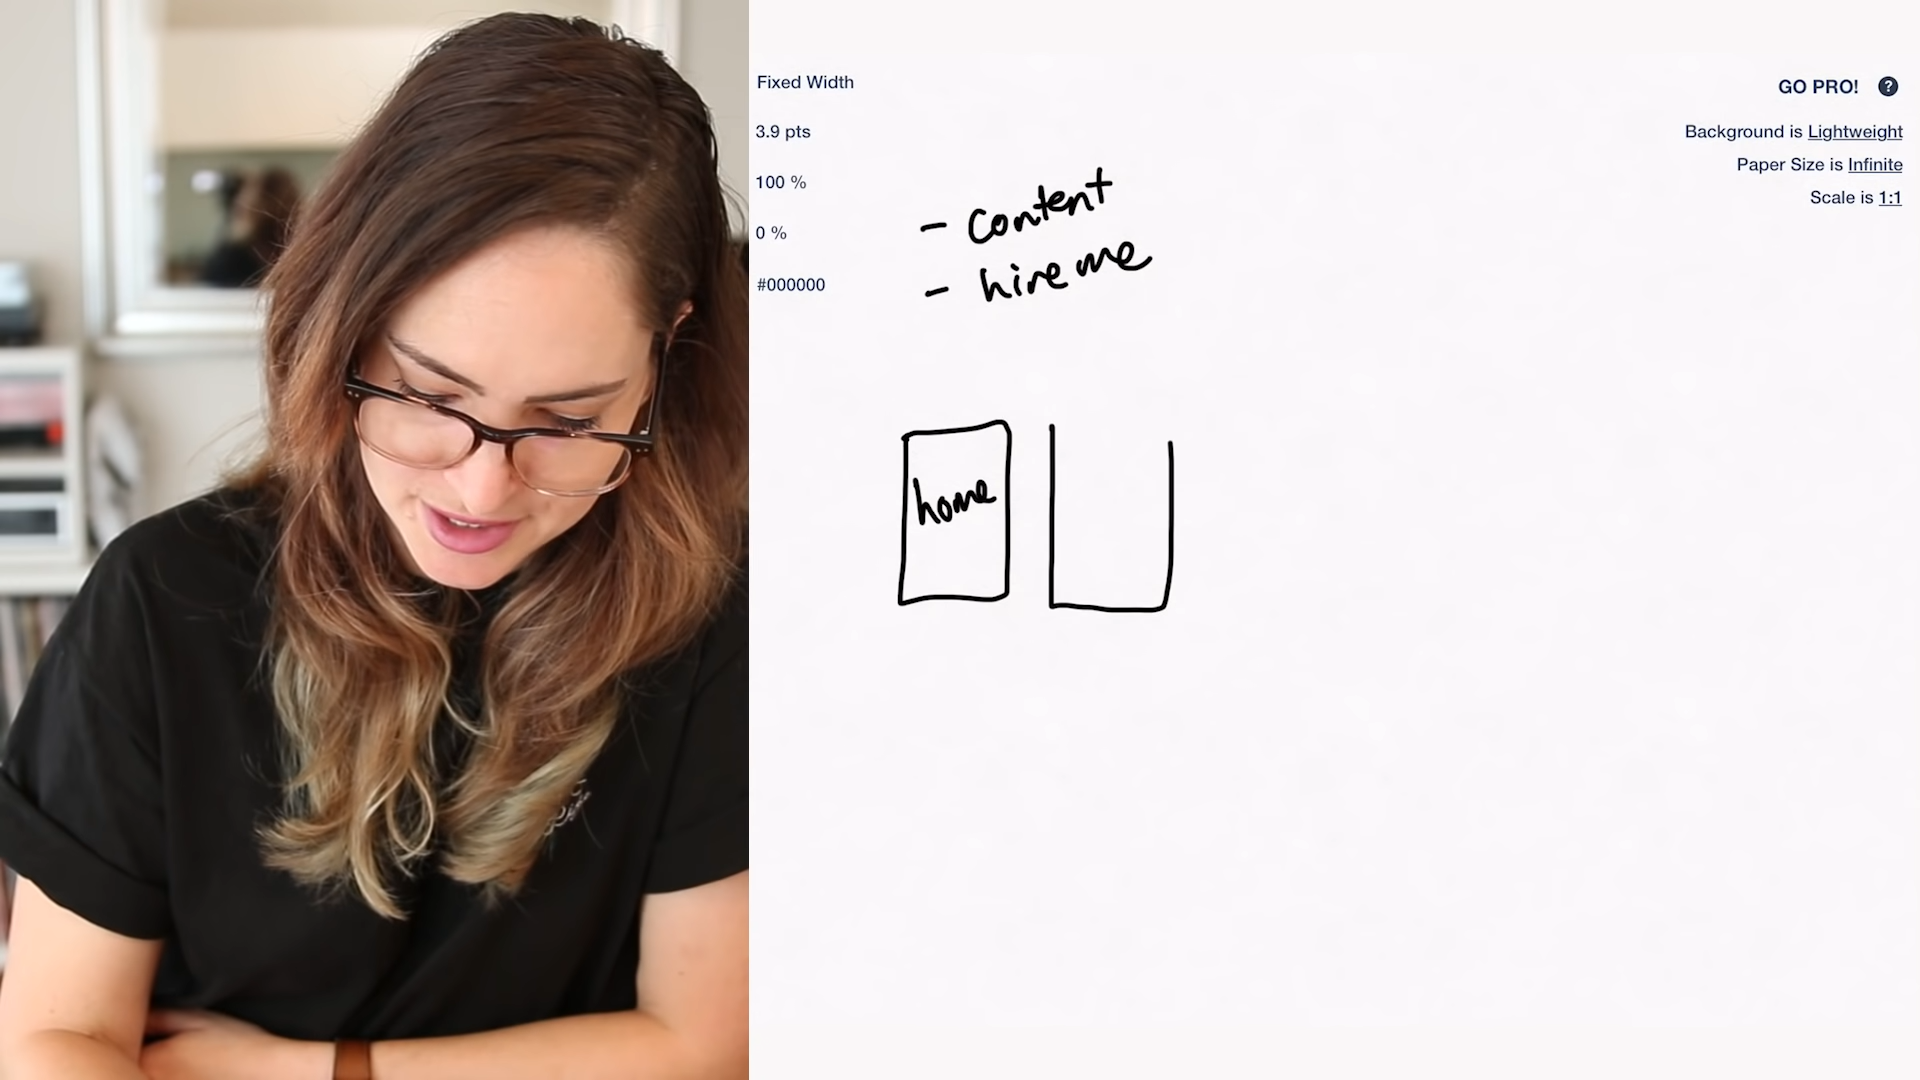 Fixed Width
3.9 pts
100 %
0 %
#000000
GO PRO! ?
Background is Lightweight
Paper Size is Infinite
Scale is 1:1
- content
- hire me
home